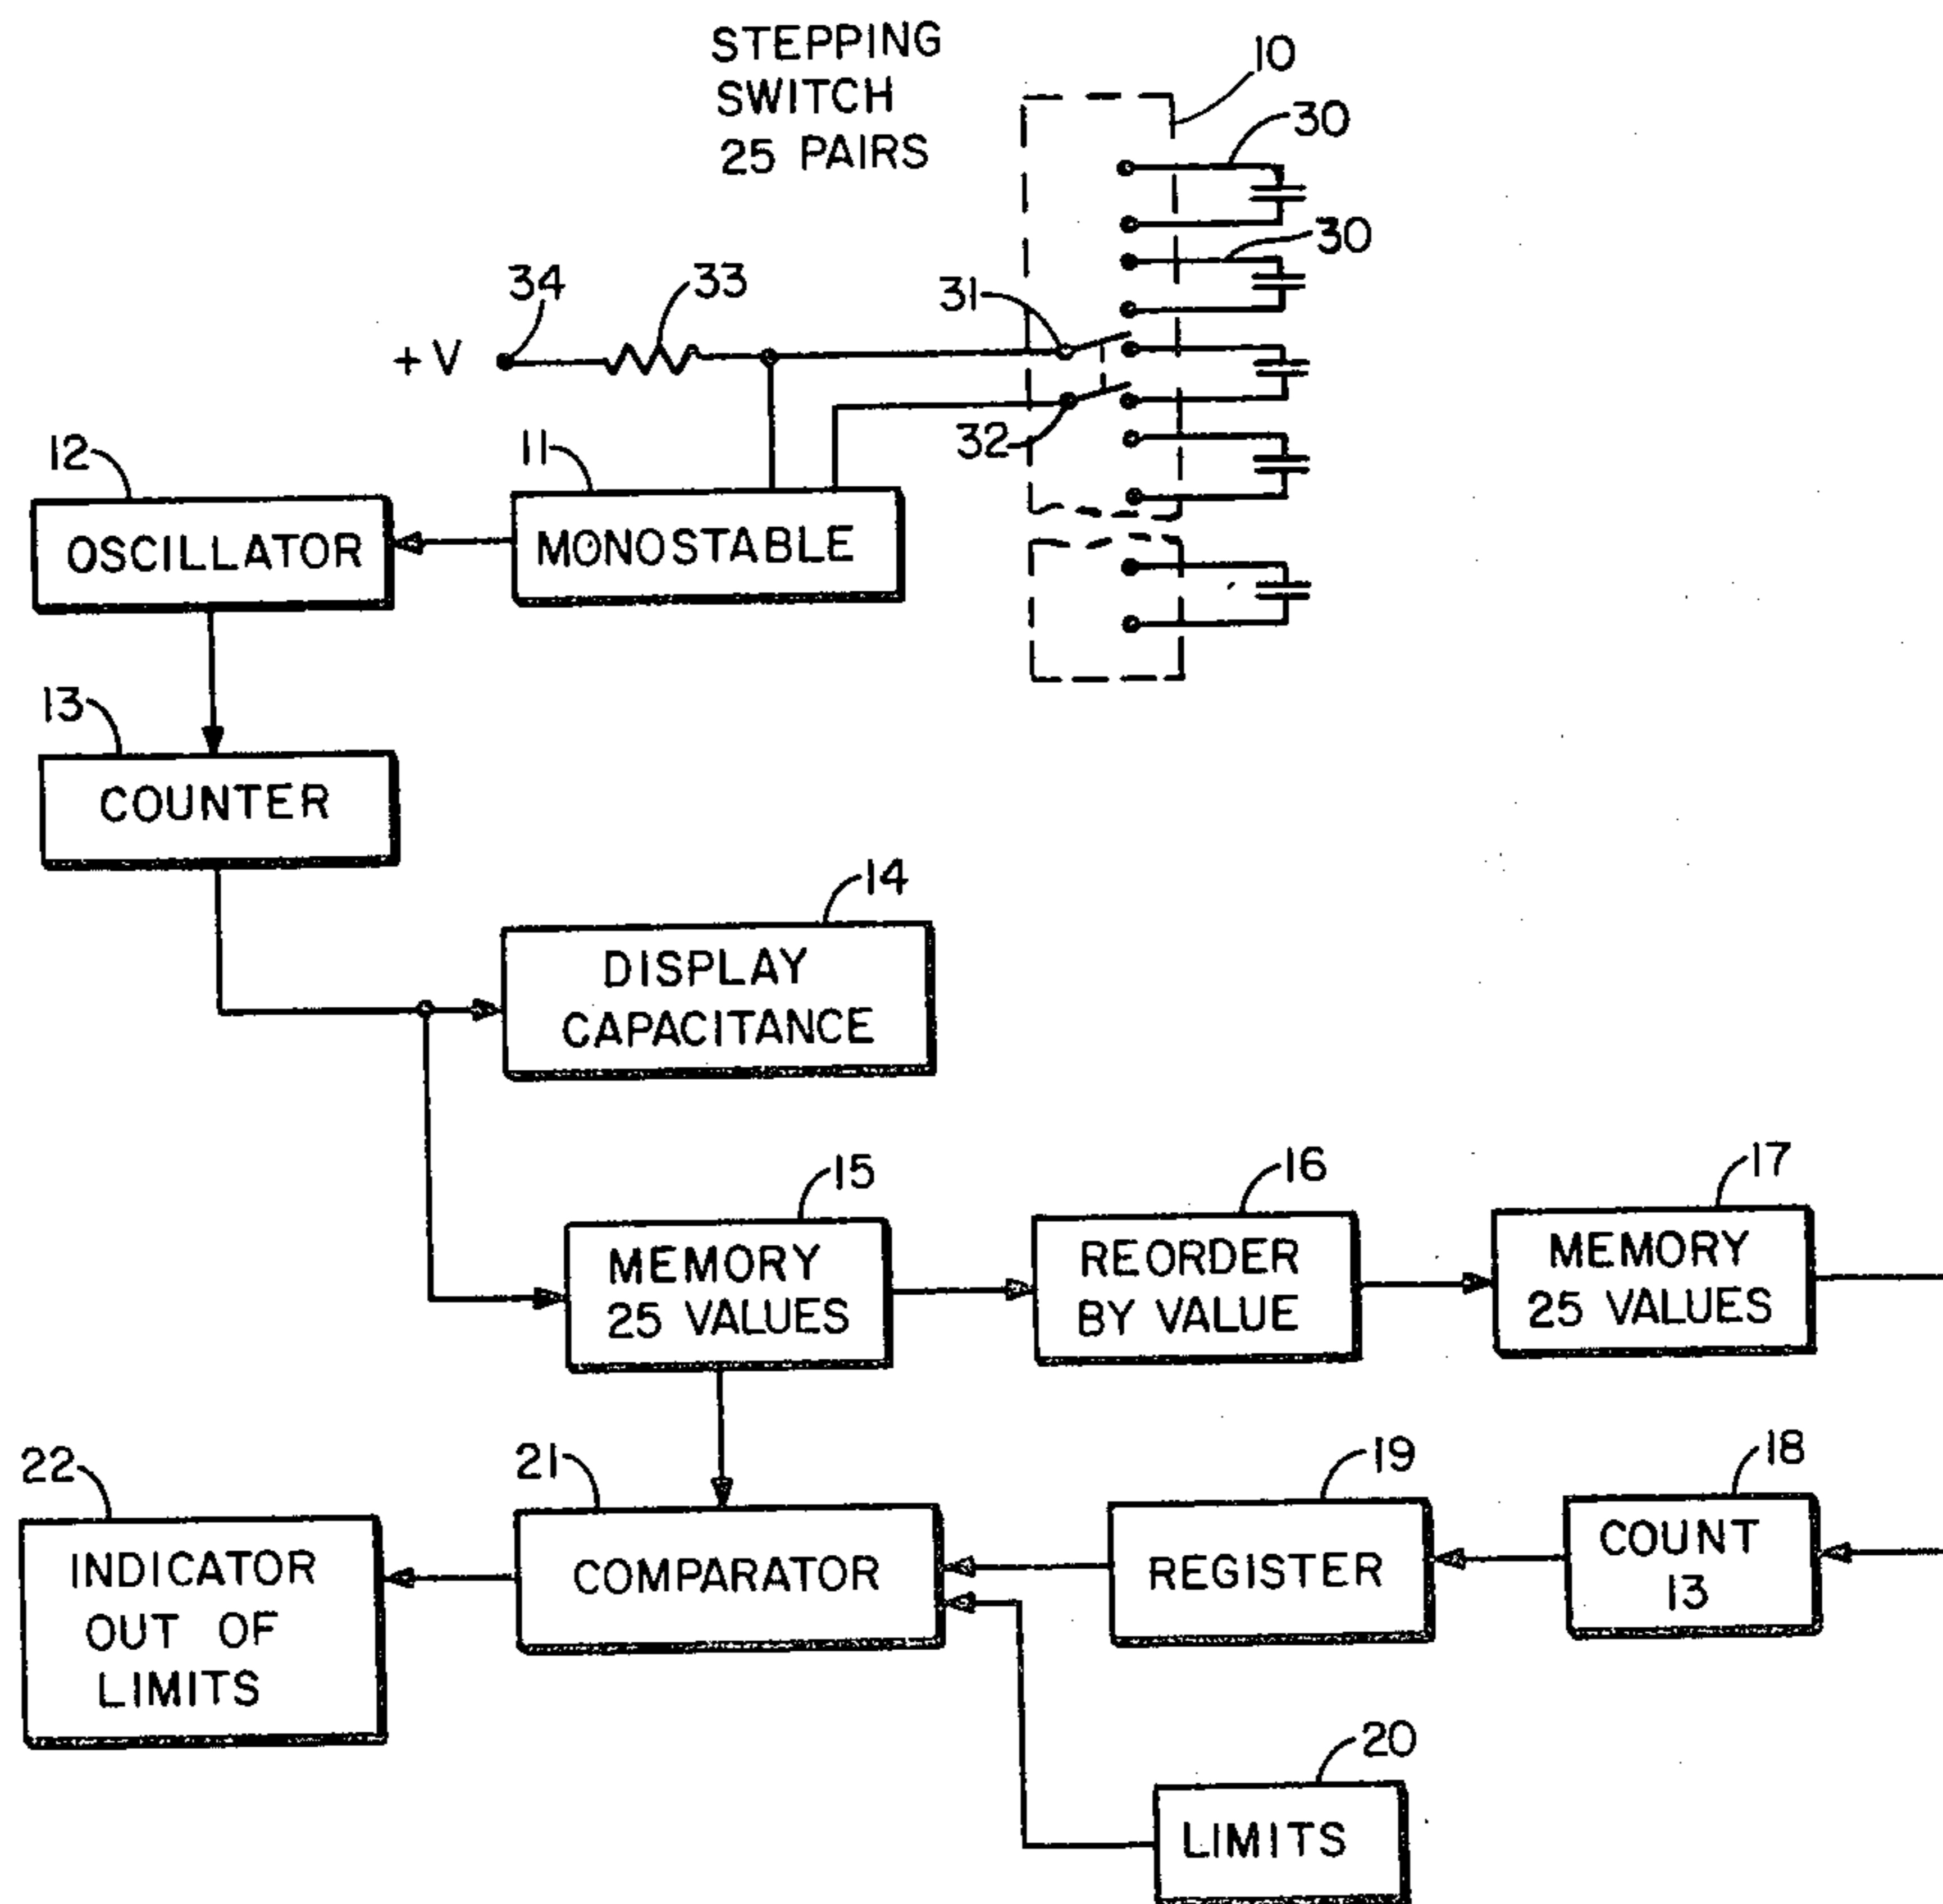 STEPPING
SWITCH
25 PAIRS
10
30
30
34
33
31
+V
32
12
11
OSCILLATOR
MONOSTABLE
13
COUNTER
14
DISPLAY
CAPACITANCE
15
16
17
MEMORY
25 VALUES
REORDER
BY VALUE
MEMORY
25 VALUES
22
21
19
18
INDICATOR
OUT OF
LIMITS
COMPARATOR
REGISTER
COUNT
13
20
LIMITS